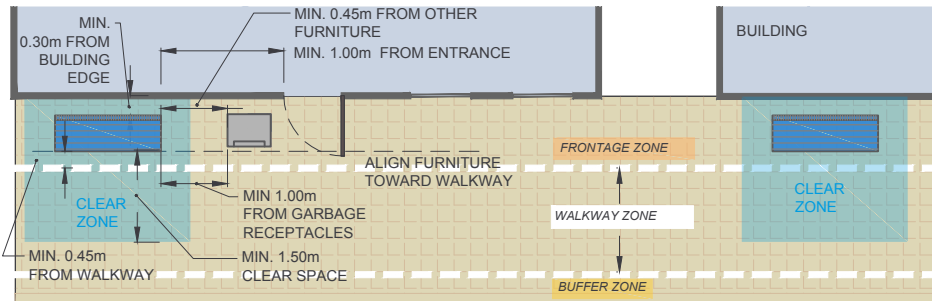 MIN.
0.30m FROM
BUILDING
EDGE
MIN. 0.45m FROM OTHER
FURNITURE
MIN. 1.00m FROM ENTRANCE
BUILDING
FRONTAGE ZONE
ALIGN FURNITURE
TOWARD WALKWAY
CLEAR
ZONE
MIN 1.00m
FROM GARBAGE
RECEPTACLES
WALKWAY ZONE
CLEAR
ZONE
MIN. 0.45m
FROM WALKWAY
MIN. 1.50m
CLEAR SPACE
BUFFER ZONE